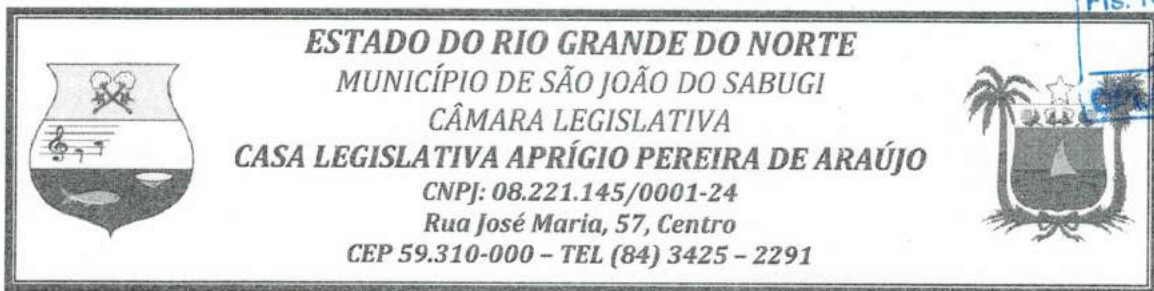 Fls. N
ESTADO DO RIO GRANDE DO NORTE
MUNICÍPIO DE SÃO JOÃO DO SABUGI
CÂMARA LEGISLATIVA
CASA LEGISLATIVA APRÍGIO PEREIRA DE ARAÚJO
CNPJ: 08.221.145/0001-24
Rua José Maria, 57, Centro
CEP 59.310-000 – TEL (84) 3425 – 2291